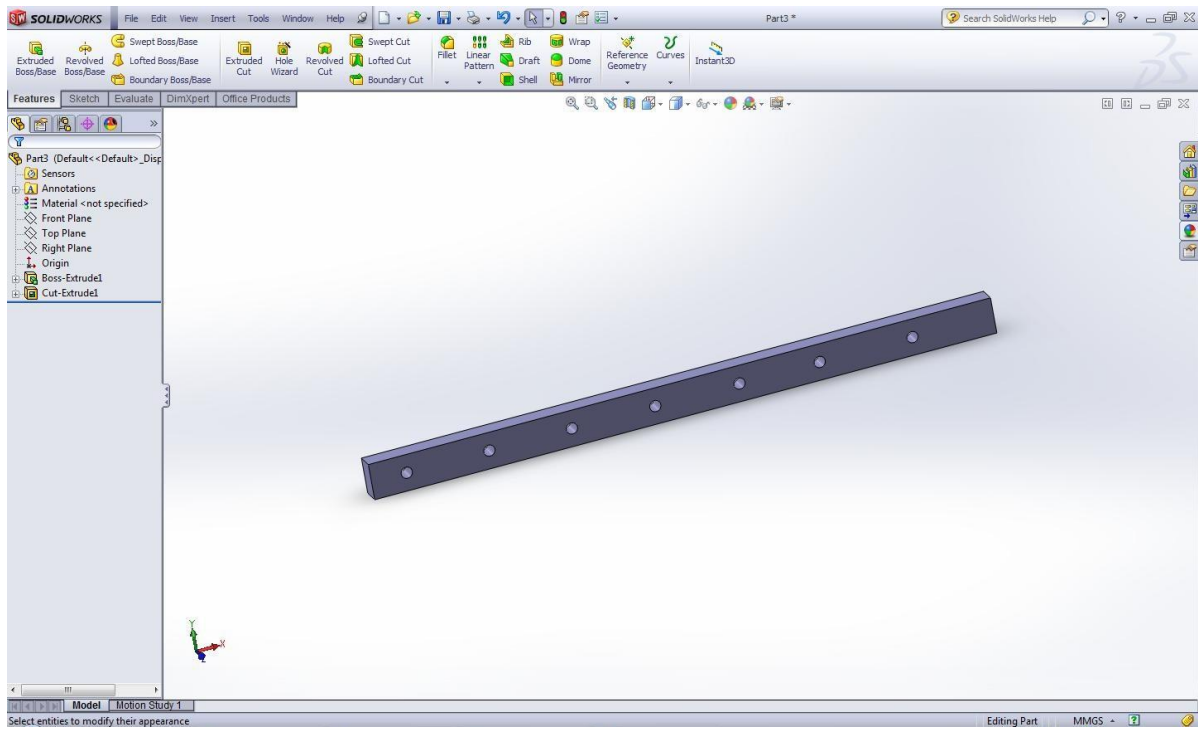 SW SOLIDWORKS File Edit View Insert Tools Window Help Part3 * Search SolidWorks Help
Extruded Boss/Base Revolved Boss/Base Swept Boss/Base Lofted Boss/Base Boundary Boss/Base Extruded Cut Hole Wizard Revolved Cut Swept Cut Lofted Cut Boundary Cut Fillet Linear Pattern Rib Draft Shell Wrap Dome Mirror Reference Geometry Curves Instant3D
Features Sketch Evaluate DimXpert Office Products
Part3 (Default<<Default>_Disp
Sensors
Annotations
Material <not specified>
Front Plane
Top Plane
Right Plane
Origin
Boss-Extrude1
Cut-Extrude1
Y
X
Z
Model Motion Study 1
Select entities to modify their appearance Editing Part MMGS